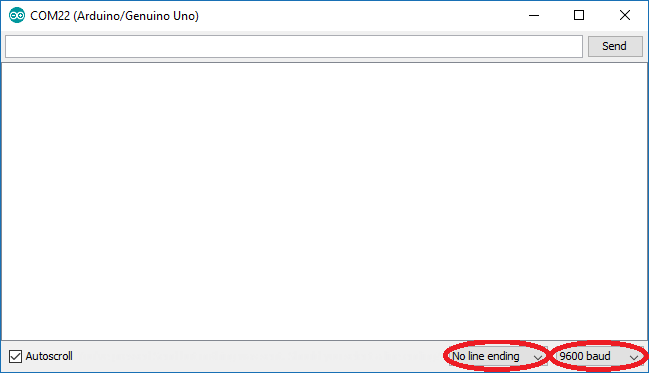 COM22 (Arduino/Genuino Uno)
Send
Autoscroll
No line ending
9600 baud